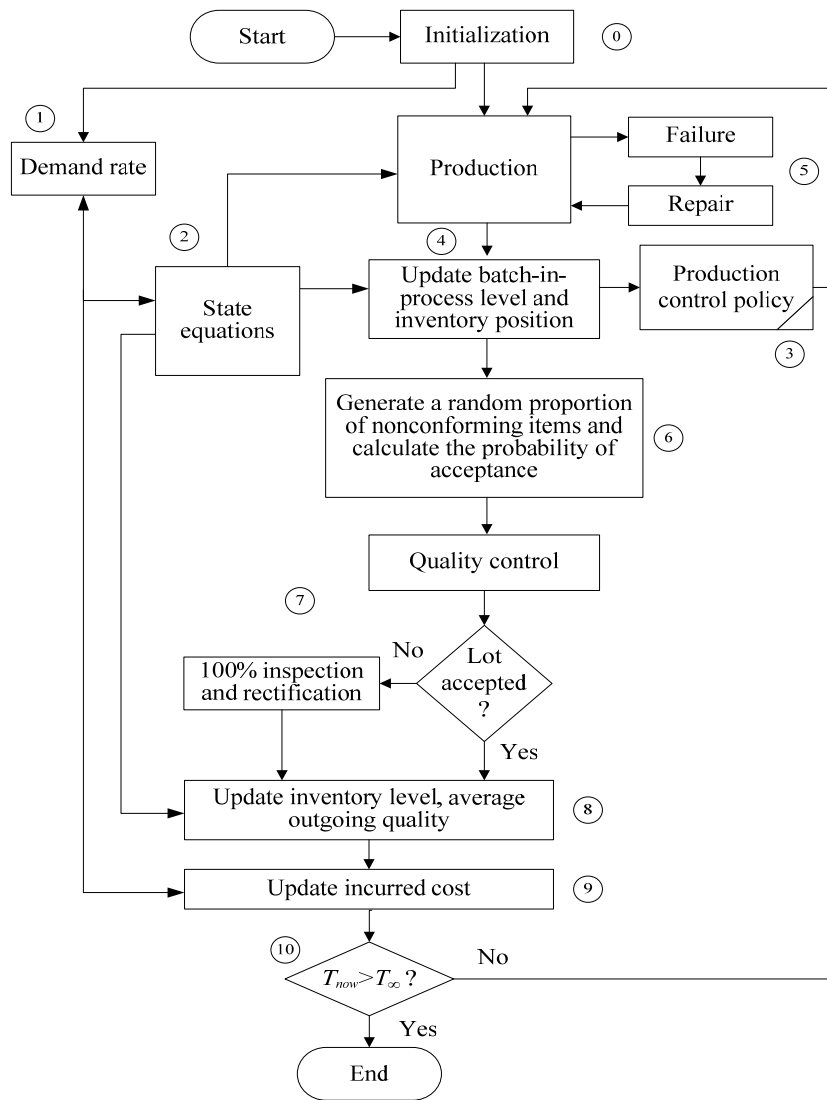 Start
Initialization
0
1
Demand rate
Production
Failure
5
Repair
2
State
equations
4
Update batch-in-
process level and
inventory position
Production
control policy
3
Generate a random proportion
of nonconforming items and
calculate the probability of
acceptance
6
Quality control
7
No
Lot
accepted
?
100% inspection
and rectification
Yes
Update inventory level, average
outgoing quality
8
Update incurred cost
9
10
Tnow>T∞ ?
No
Yes
End